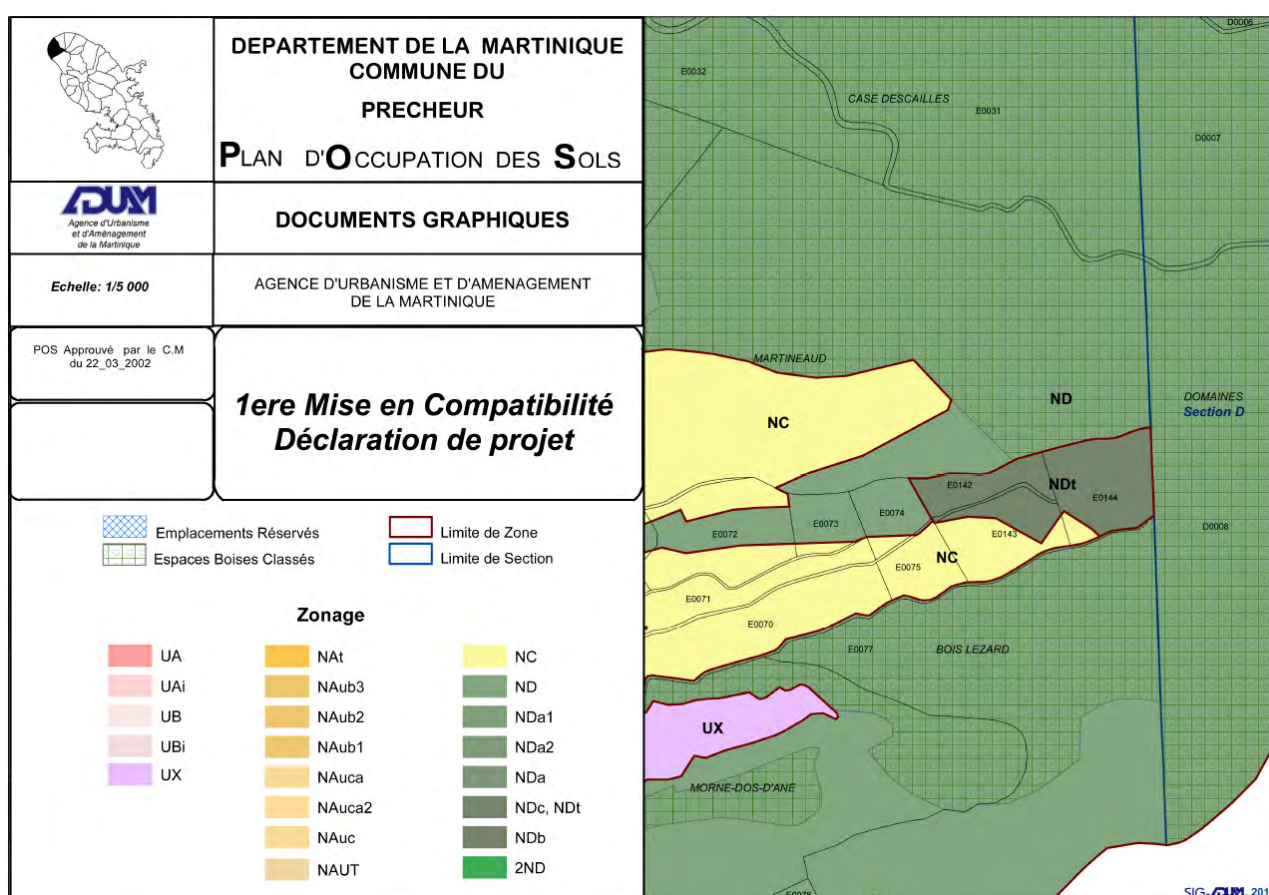 DEPARTEMENT DE LA MARTINIQUE
COMMUNE DU
PRECHEUR
PLAN D'OCCUPATION DES SOLS
ADUAM
Agence d'Urbanisme
et d'Aménagement
de la Martinique
DOCUMENTS GRAPHIQUES
Echelle: 1/5 000
AGENCE D'URBANISME ET D'AMENAGEMENT
DE LA MARTINIQUE
POS Approuvé par le C.M
du 22_03_2002
1ere Mise en Compatibilité
Déclaration de projet
Emplacements Réservés
Espaces Boises Classés
Limite de Zone
Limite de Section
Zonage
UA
UAi
UB
UBi
UX
NAt
NAub3
NAub2
NAub1
NAuca
NAuca2
NAuc
NAUT
NC
ND
NDa1
NDa2
NDa
NDc, NDt
NDb
2ND
D0006
E0032
CASE DESCAILLES
E0031
D0007
MARTINEAUD
ND
DOMAINES
Section D
NC
E0142
NDt
E0144
E0072
E0073
E0074
E0143
D0008
NC
E0075
E0071
E0070
E0077
BOIS LEZARD
UX
MORNE-DOS-D'ANE
E0078
SIG-ADUAM, 201